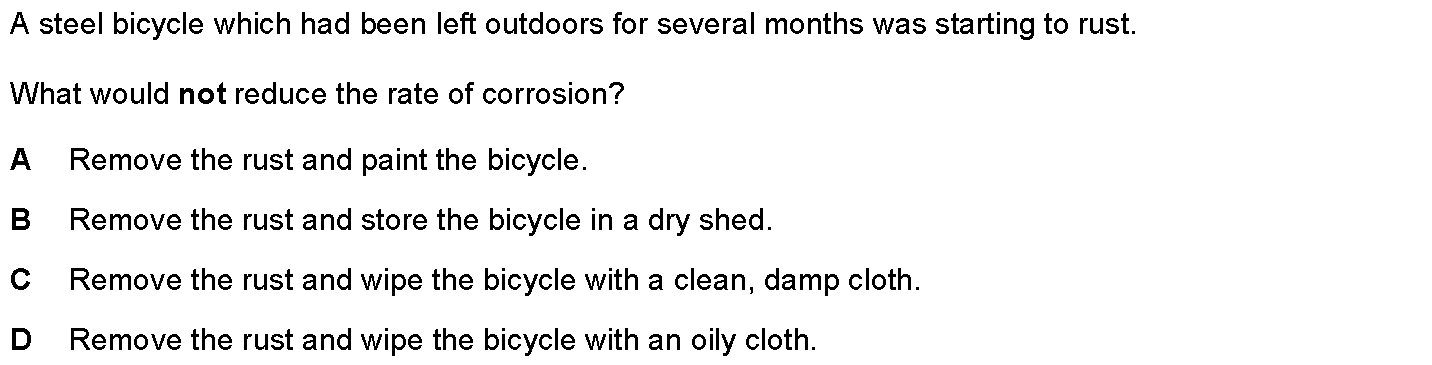 A steel bicycle which had been left outdoors for several months was starting to rust.
What would not reduce the rate of corrosion?
A Remove the rust and paint the bicycle.
B Remove the rust and store the bicycle in a dry shed.
C Remove the rust and wipe the bicycle with a clean, damp cloth.
D Remove the rust and wipe the bicycle with an oily cloth.